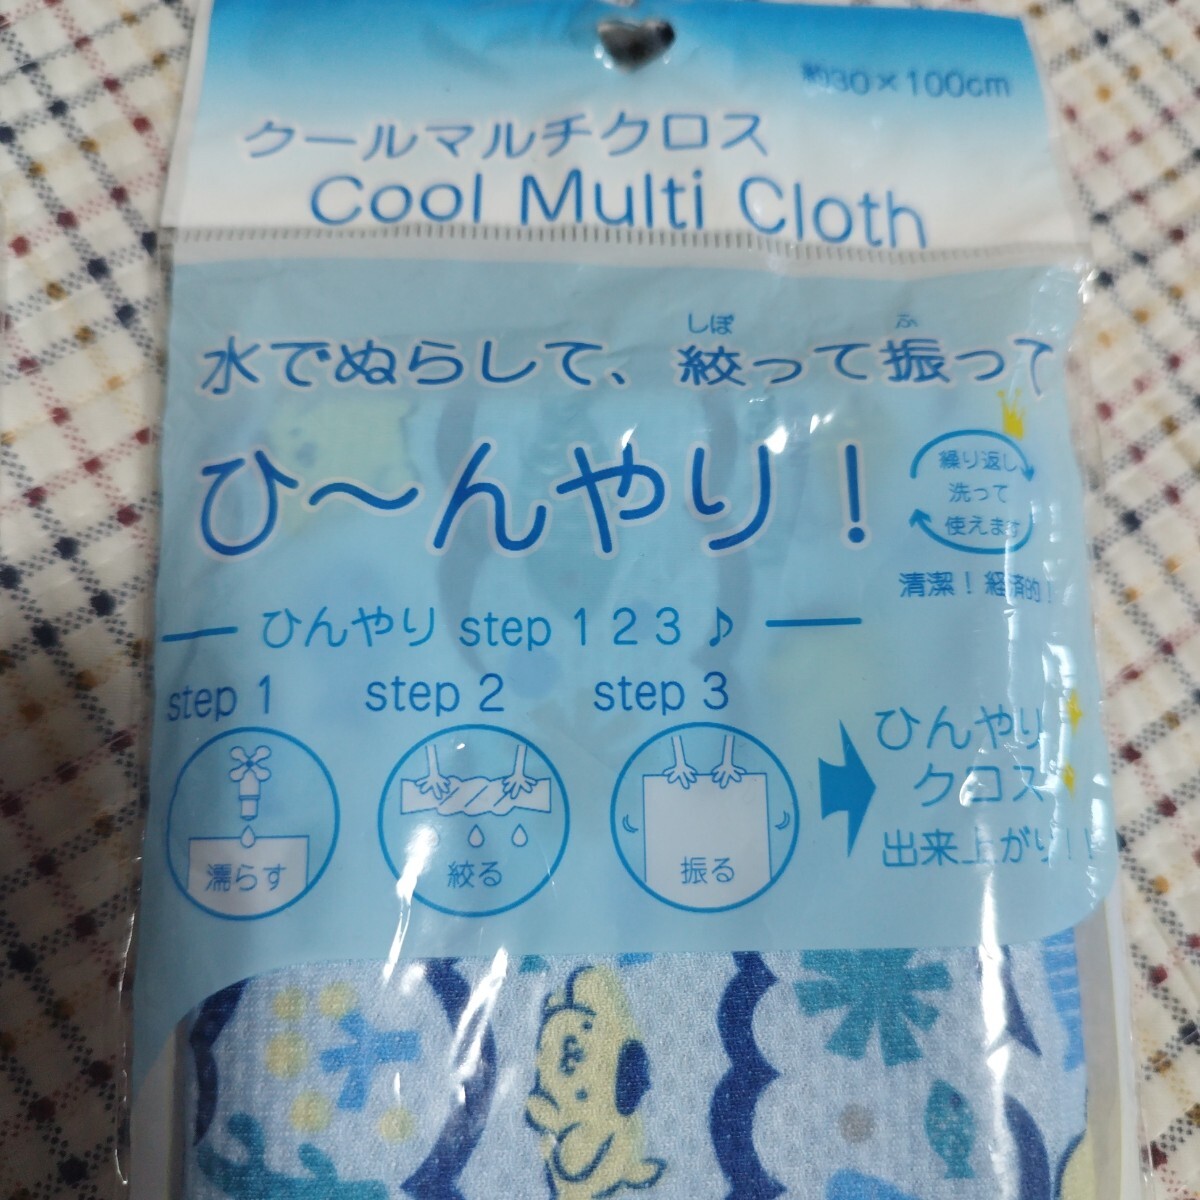 約30×100cm
クールマルチクロス
Cool Multi Cloth
しぼ ふ
水でぬらして、絞って振って
ひ〜んやり!
繰り返し
洗って
使えます
清潔!経済的!
ひんやり step 1 2 3 ♪
step 1 step 2 step 3
濡らす 絞る 振る
ひんやり
クロス
出来上がり!!